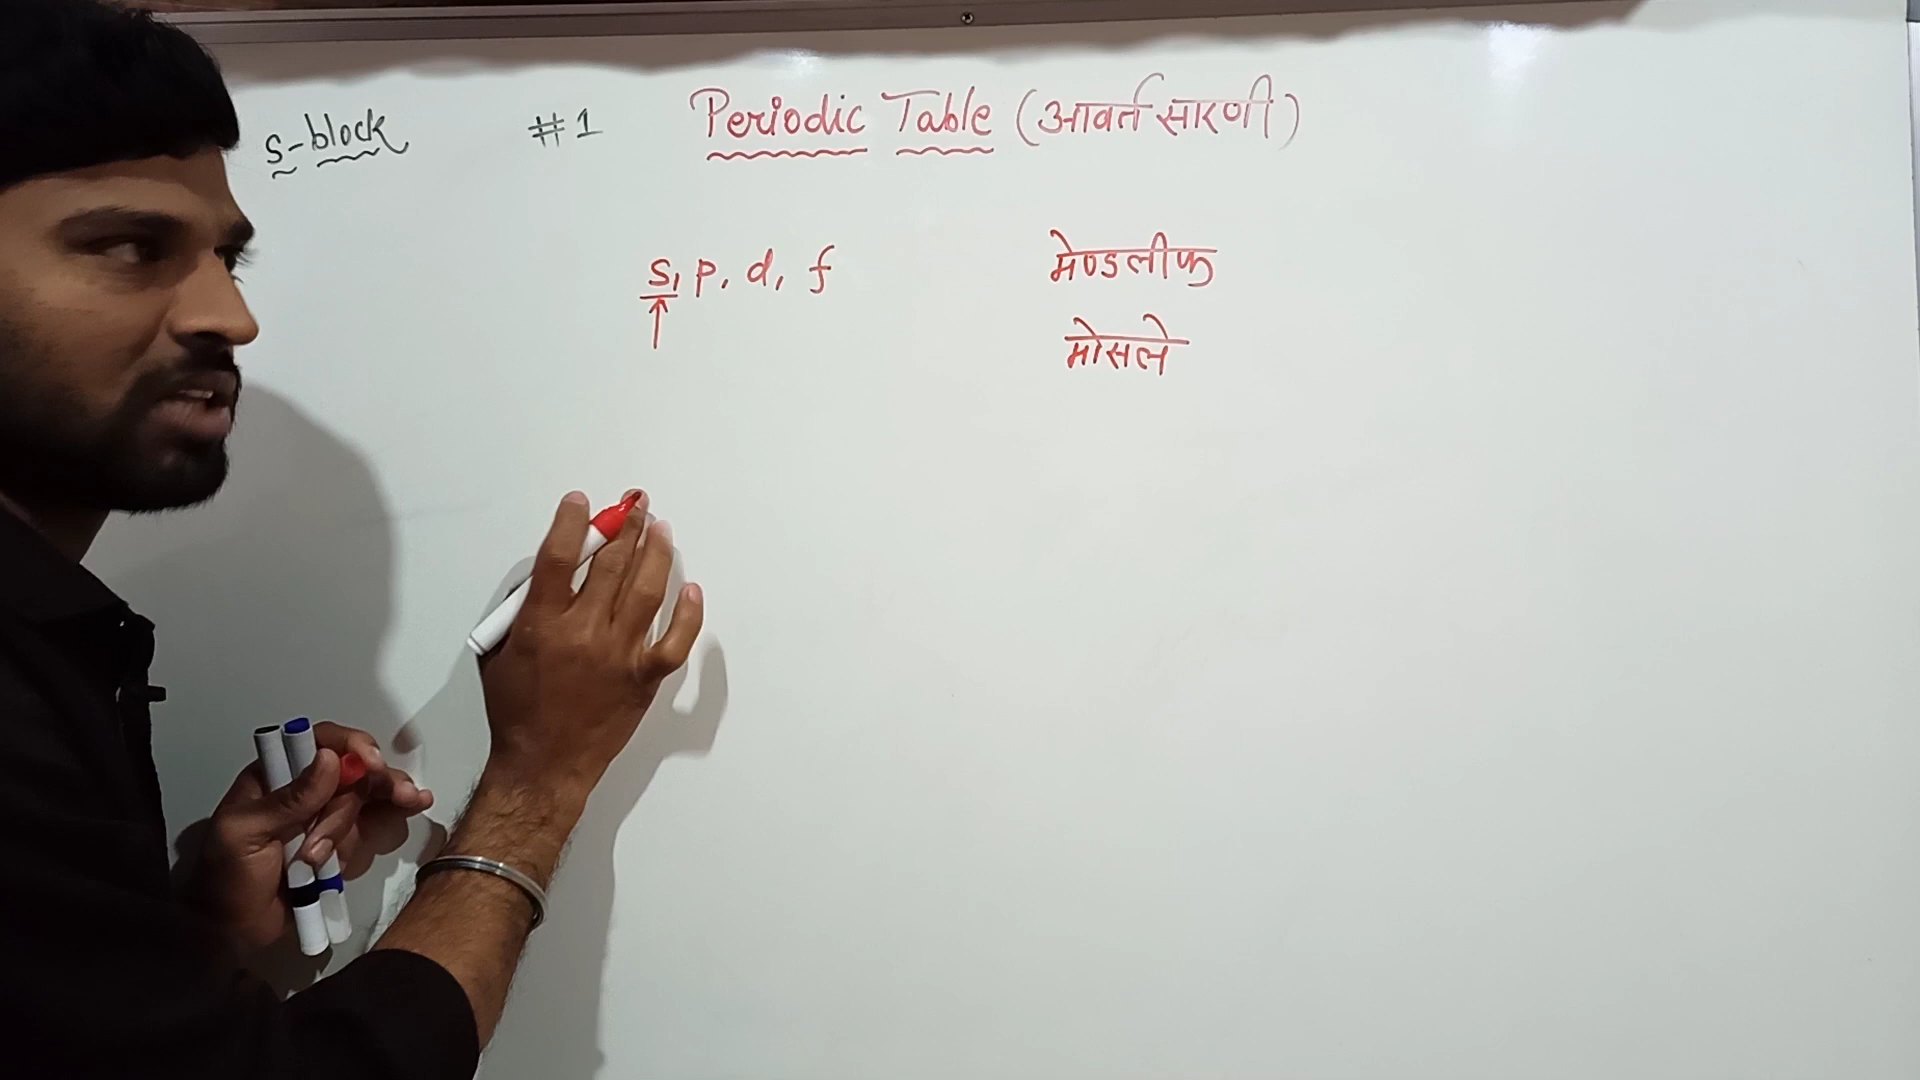 s-block #1 Periodic Table (आवर्त सारणी)
s, p, d, f
मेण्डलीफ
मोसले